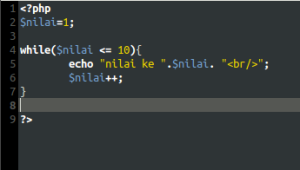 1 <?php
2 $nilai=1;
3
4 while($nilai <= 10){
5 echo "nilai ke ".$nilai. "<br/>";
6 $nilai++;
7 }
8
9 ?>